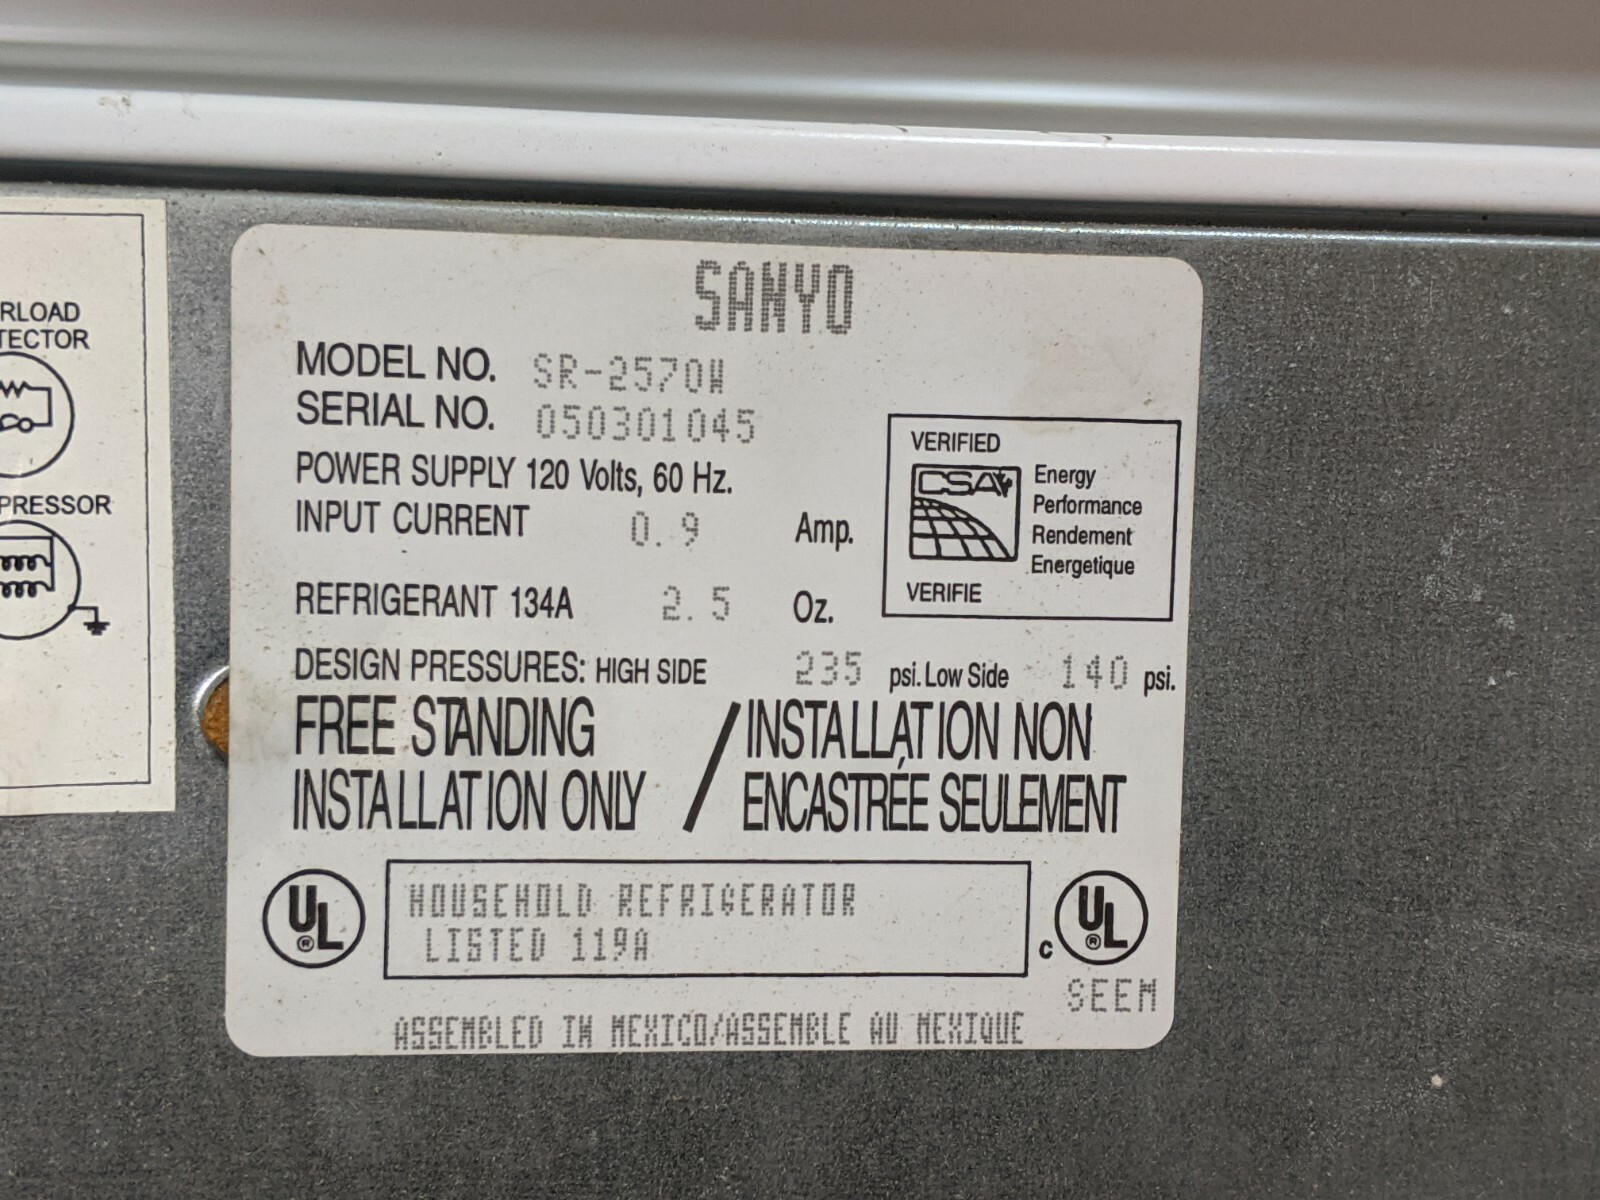 RLOAD
TECTOR
PRESSOR
SANYO
MODEL NO. SR-2570W
SERIAL NO. 050301045
POWER SUPPLY 120 Volts, 60 Hz.
INPUT CURRENT 0.9 Amp.
VERIFIED
CSA
Energy
Performance
Rendement
Energetique
VERIFIE
REFRIGERANT 134A 2.5 Oz.
DESIGN PRESSURES: HIGH SIDE 235 psi. Low Side 140 psi.
FREE STANDING / INSTALLATION NON
INSTALLATION ONLY ENCASTRÉE SEULEMENT
UL ®
HOUSEHOLD REFRIGERATOR
LISTED 119A
c UL ®
SEEM
ASSEMBLED IN MEXICO/ASSEMBLE AU MEXIQUE